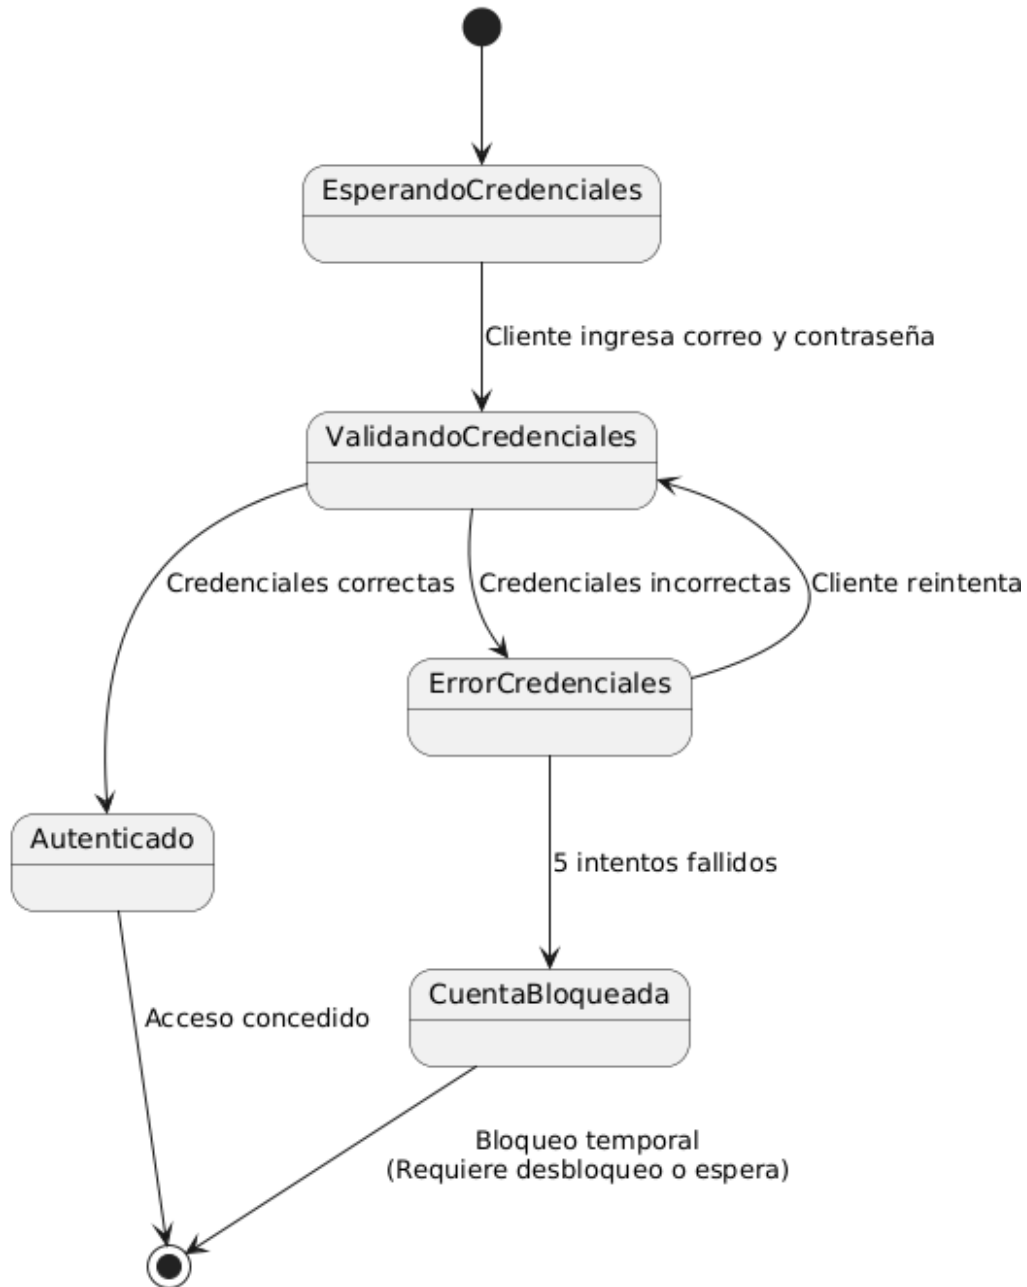 EsperandoCredenciales
Cliente ingresa correo y contraseña
ValidandoCredenciales
Credenciales correctas
Credenciales incorrectas
Cliente reintenta
ErrorCredenciales
Autenticado
5 intentos fallidos
CuentaBloqueada
Acceso concedido
Bloqueo temporal
(Requiere desbloqueo o espera)